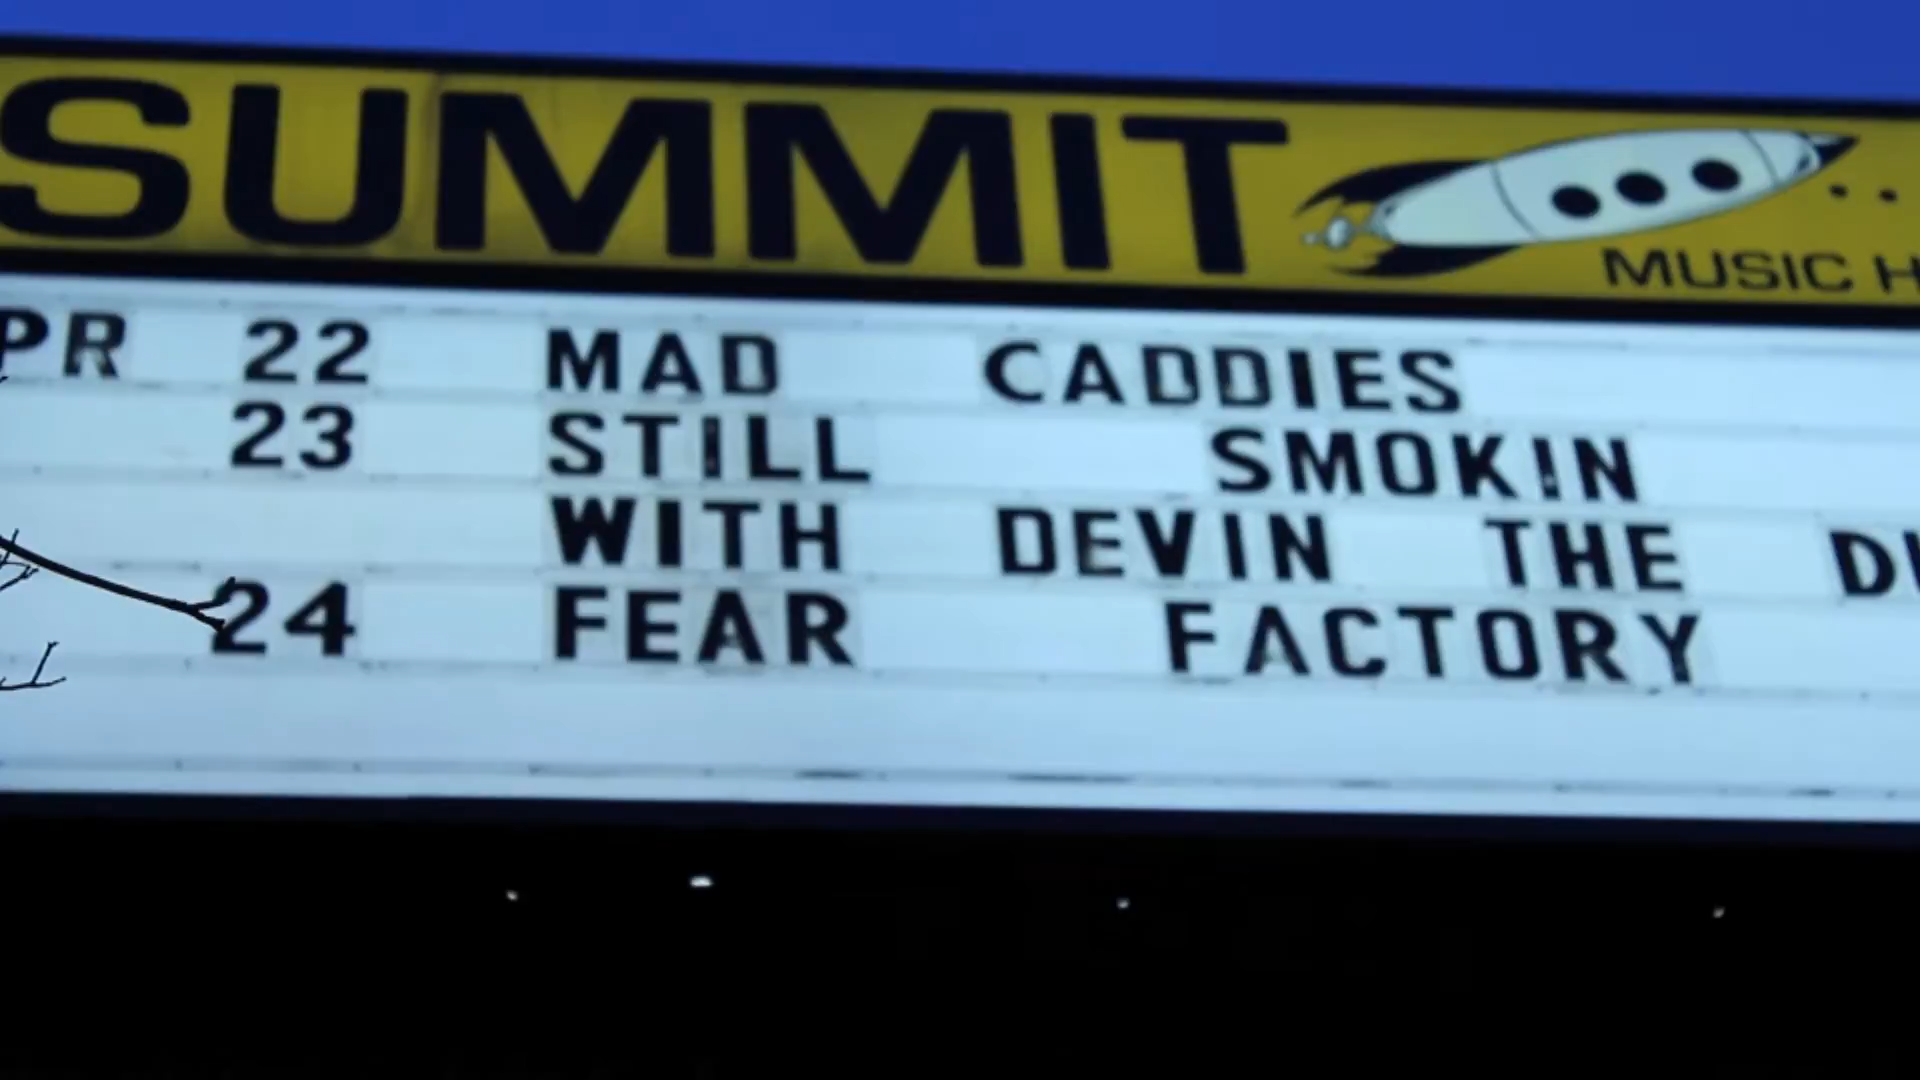 SUMMIT
MUSIC H
PR 22 MAD CADDIES
23 STILL SMOKIN
WITH DEVIN THE
24 FEAR FACTORY